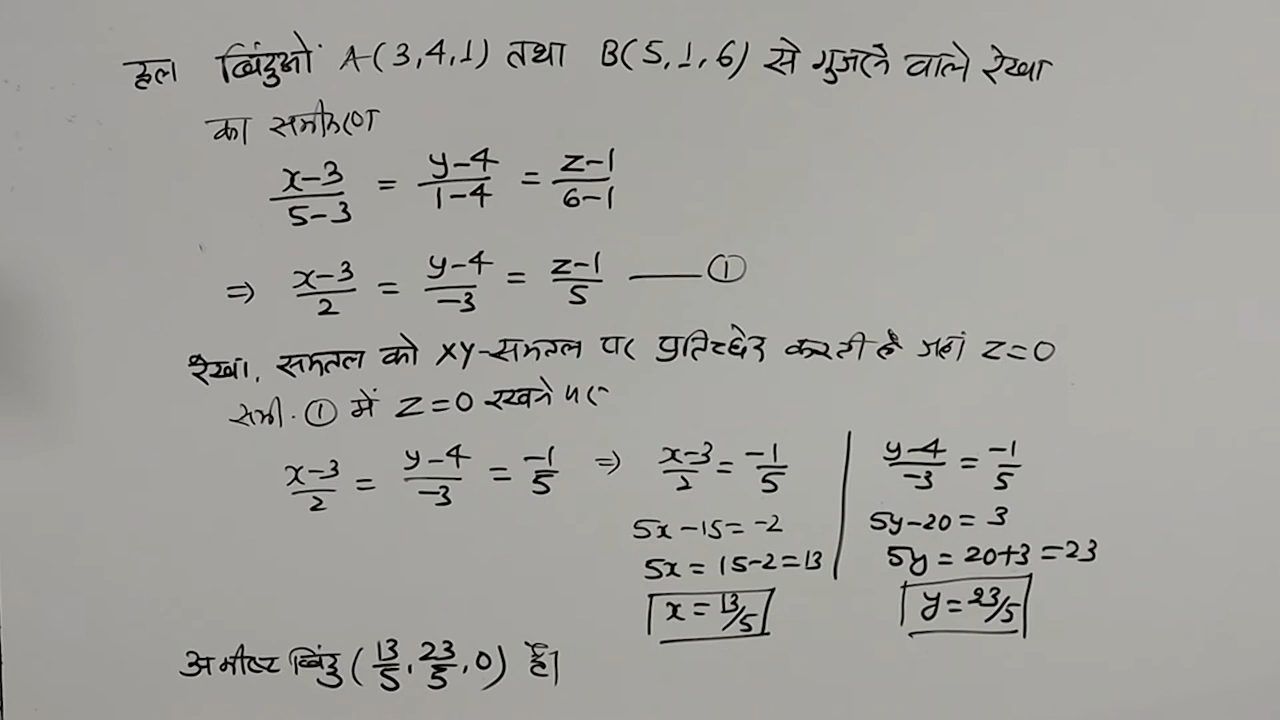 हल बिंदुओं A(3,4,1) तथा B(5,1,6) से गुजरने वाले रेखा
का समीकरण
x-3/5-3 = y-4/1-4 = z-1/6-1
⇒ x-3/2 = y-4/-3 = z-1/5 —— ①
रेखा, समतल को XY-समतल पर प्रतिच्छेद करती है जहां z=0
समी. ① में z=0 रखने पर
x-3/2 = y-4/-3 = -1/5 ⇒ x-3/2 = -1/5 | y-4/-3 = -1/5
5x-15=-2 | 5y-20=3
5x=15-2=13 | 5y=20+3=23
x=13/5 y=23/5
अभीष्ट बिंदु (13/5, 23/5, 0) है।